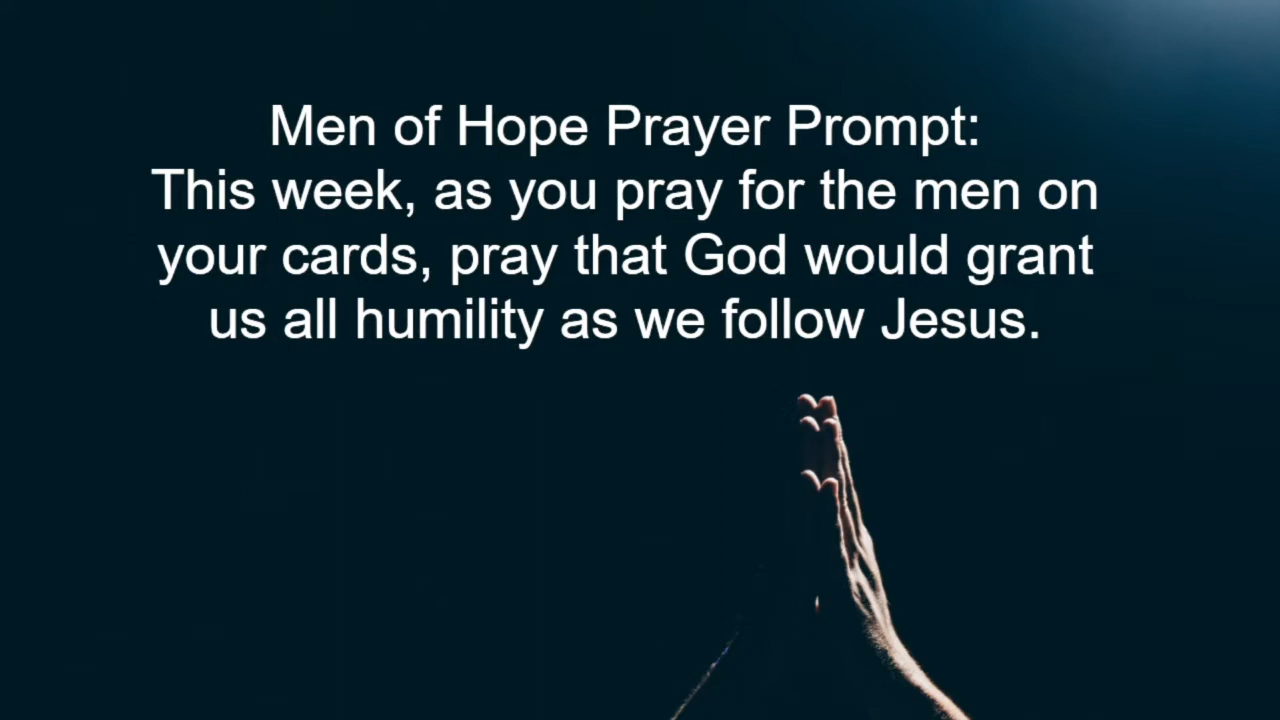 Men of Hope Prayer Prompt:
This week, as you pray for the men on
your cards, pray that God would grant
us all humility as we follow Jesus.